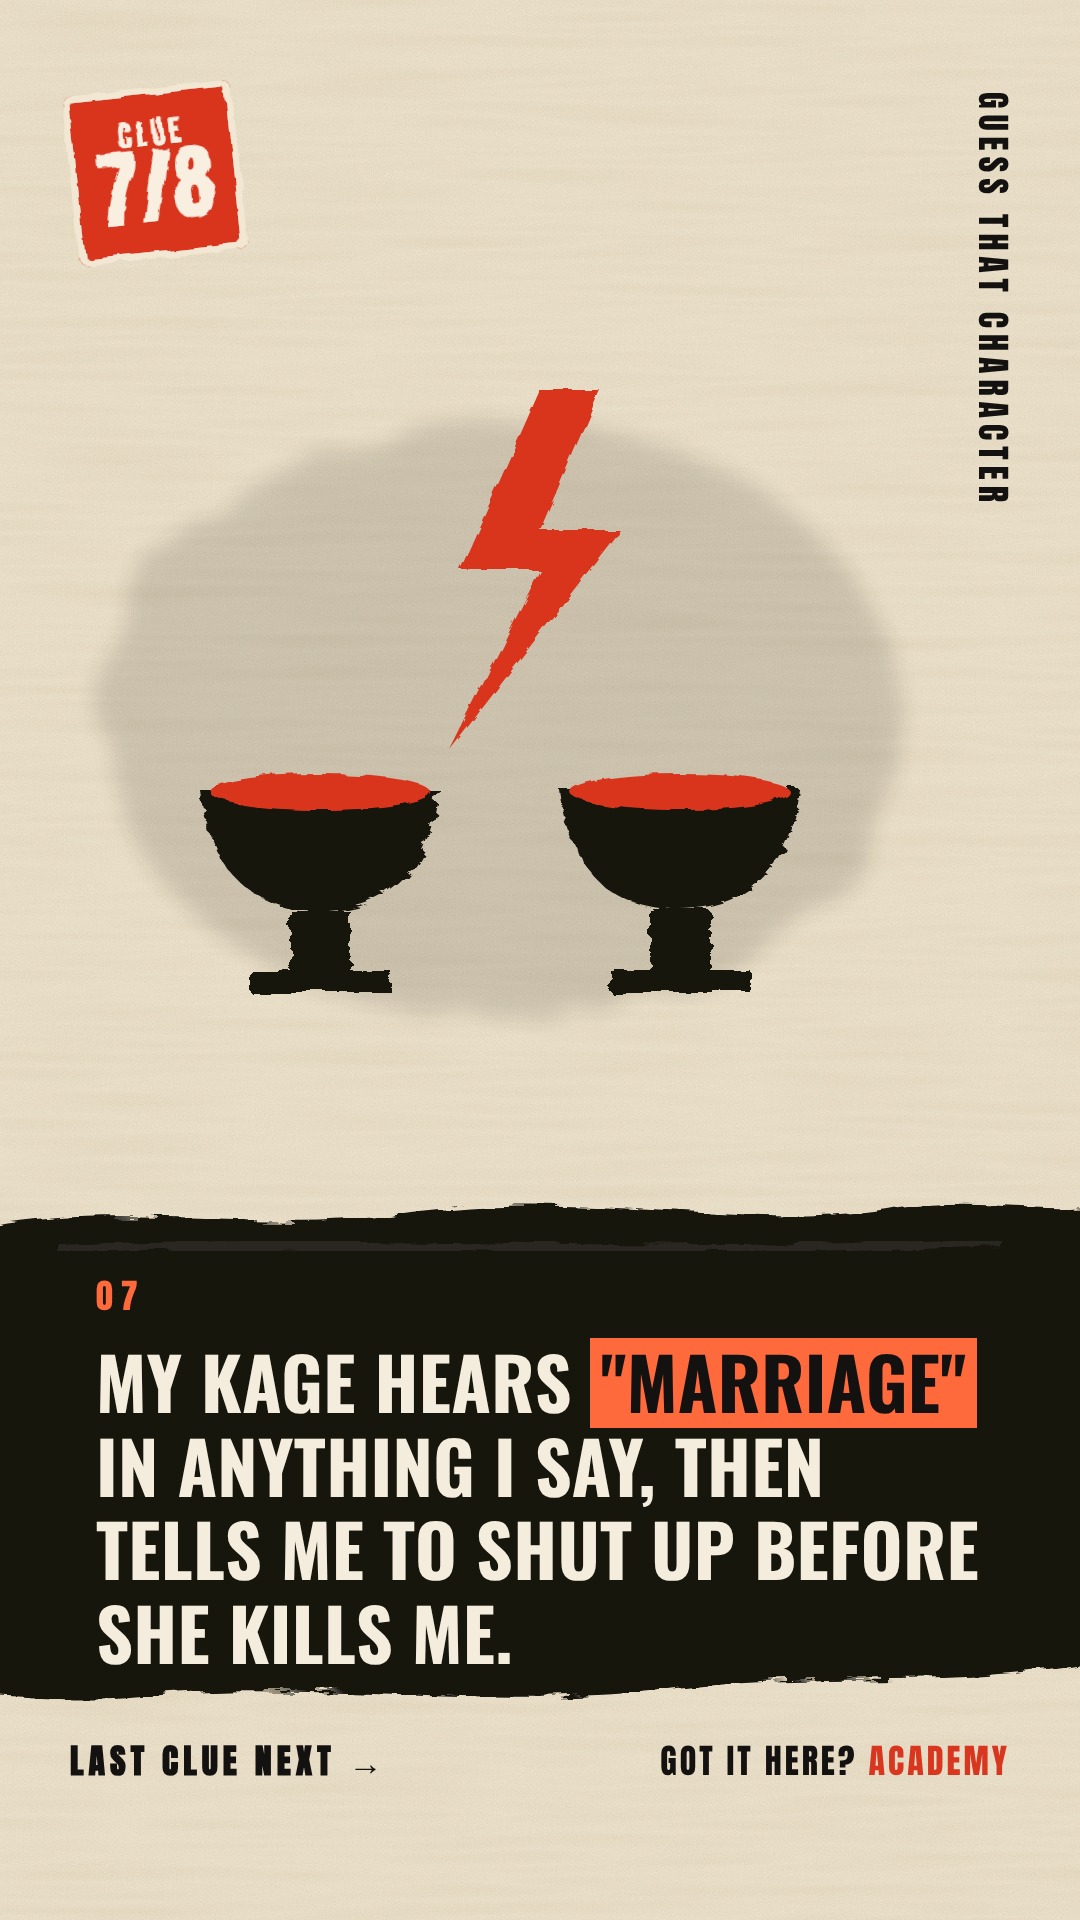 CLUE
7/8
GUESS THAT CHARACTER
07
MY KAGE HEARS "MARRIAGE"
IN ANYTHING I SAY, THEN
TELLS ME TO SHUT UP BEFORE
SHE KILLS ME.
LAST CLUE NEXT →
GOT IT HERE? ACADEMY